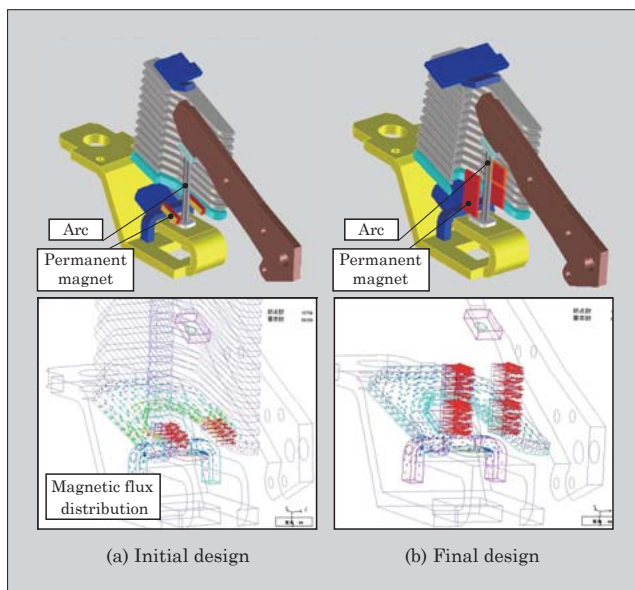 Arc
Permanent
magnet
Arc
Permanent
magnet
Magnetic flux
distribution
(a) Initial design
(b) Final design